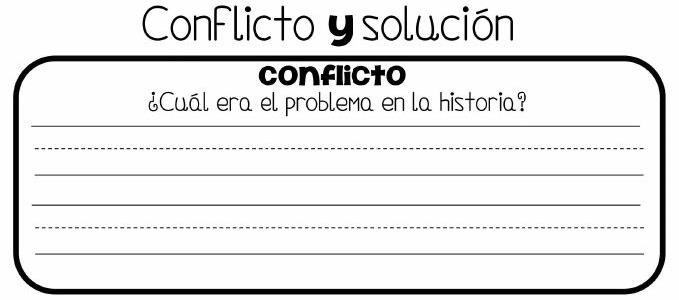 Conflicto y solución
conflicto
¿Cuál era el problema en la historia?